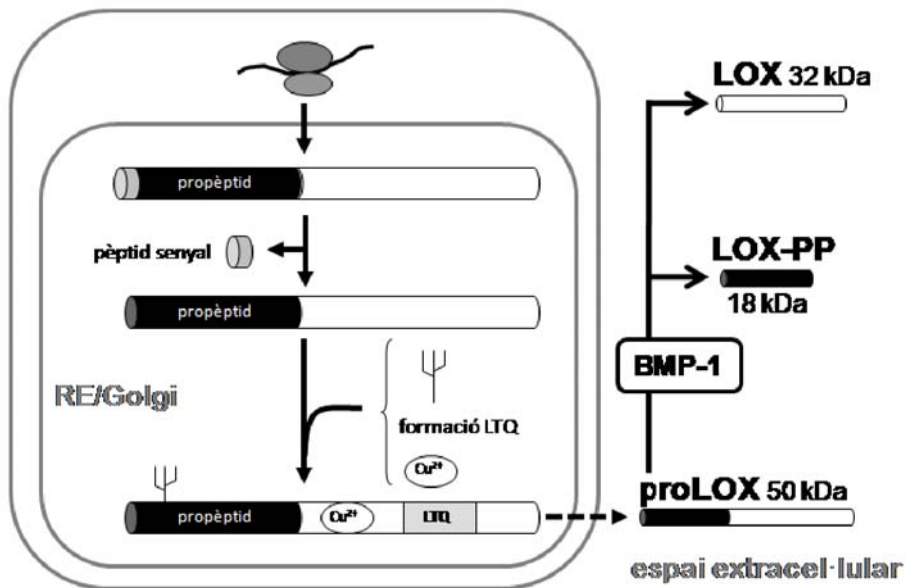 propèptid
pèptid senyal
propèptid
RE/Golgi
formació LTQ
Cu²⁺
propèptid
Cu²⁺
LTQ
LOX 32 kDa
LOX-PP
18 kDa
BMP-1
proLOX 50 kDa
espai extracel·lular